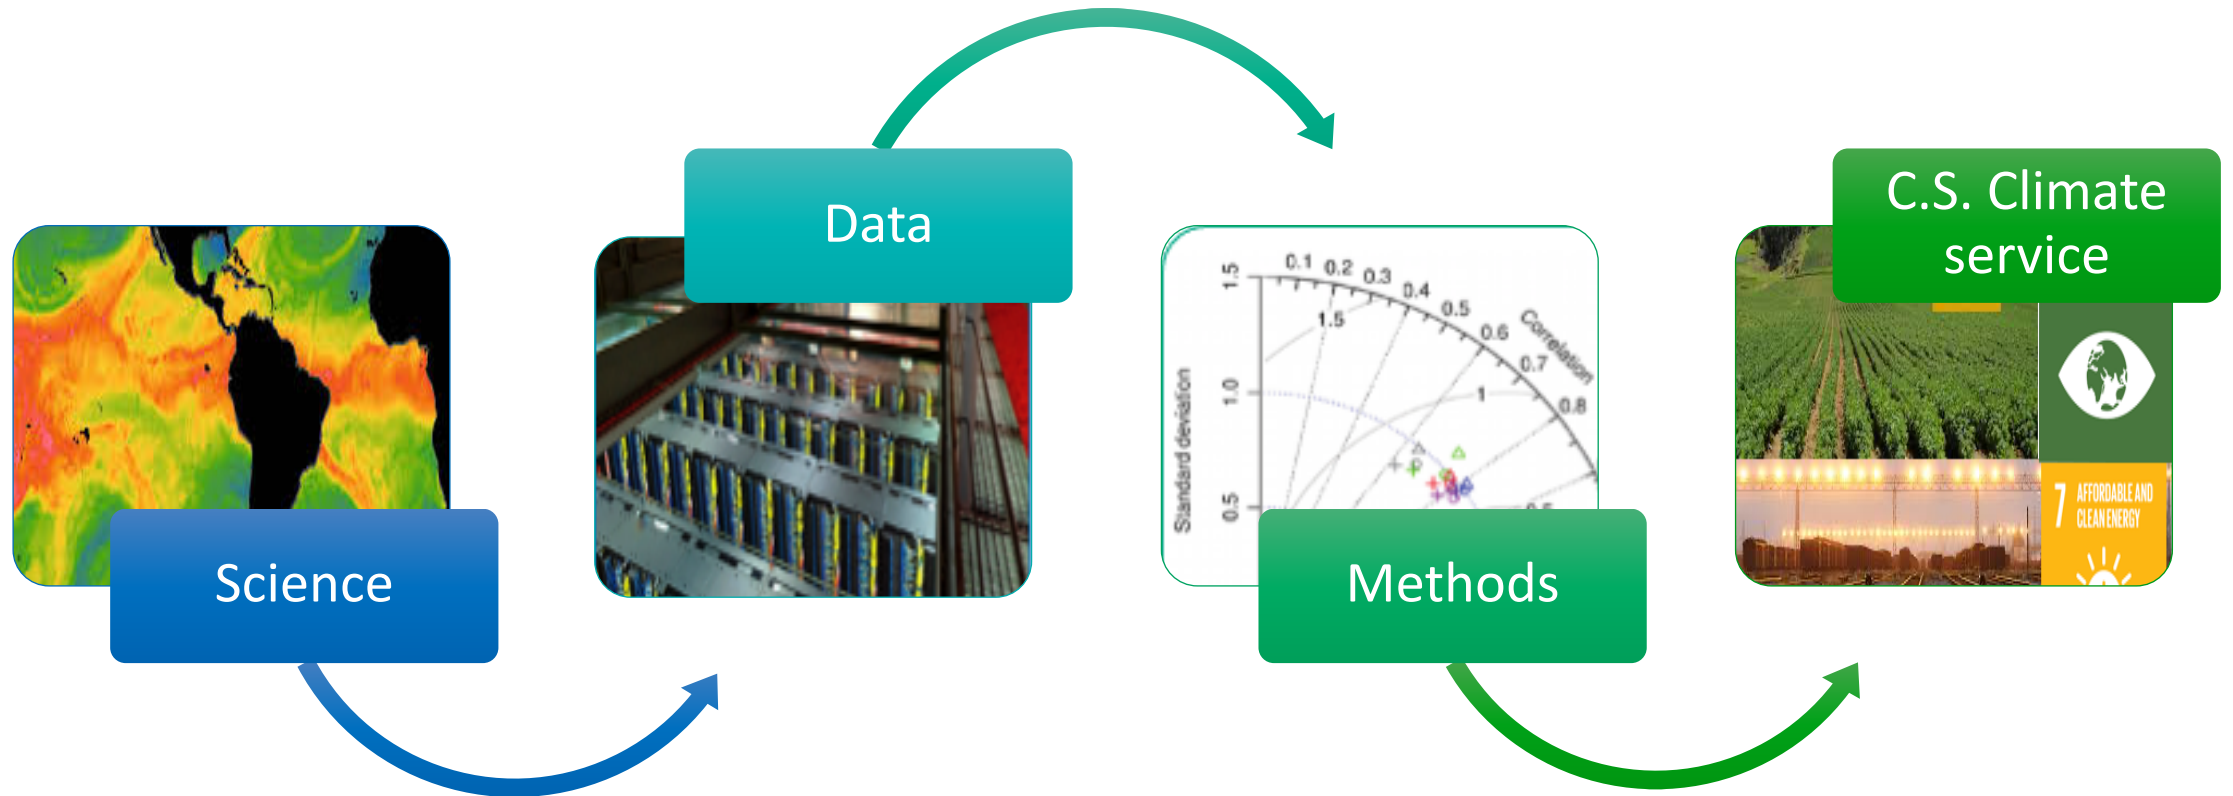 Science
Data
0.1
0.2
0.3
0.4
0.5
0.6
0.7
0.8
Correlation
1.5
1.0
0.5
Standard deviation
1.5
1
Methods
C.S. Climate
service
7 AFFORDABLE AND
CLEAN ENERGY